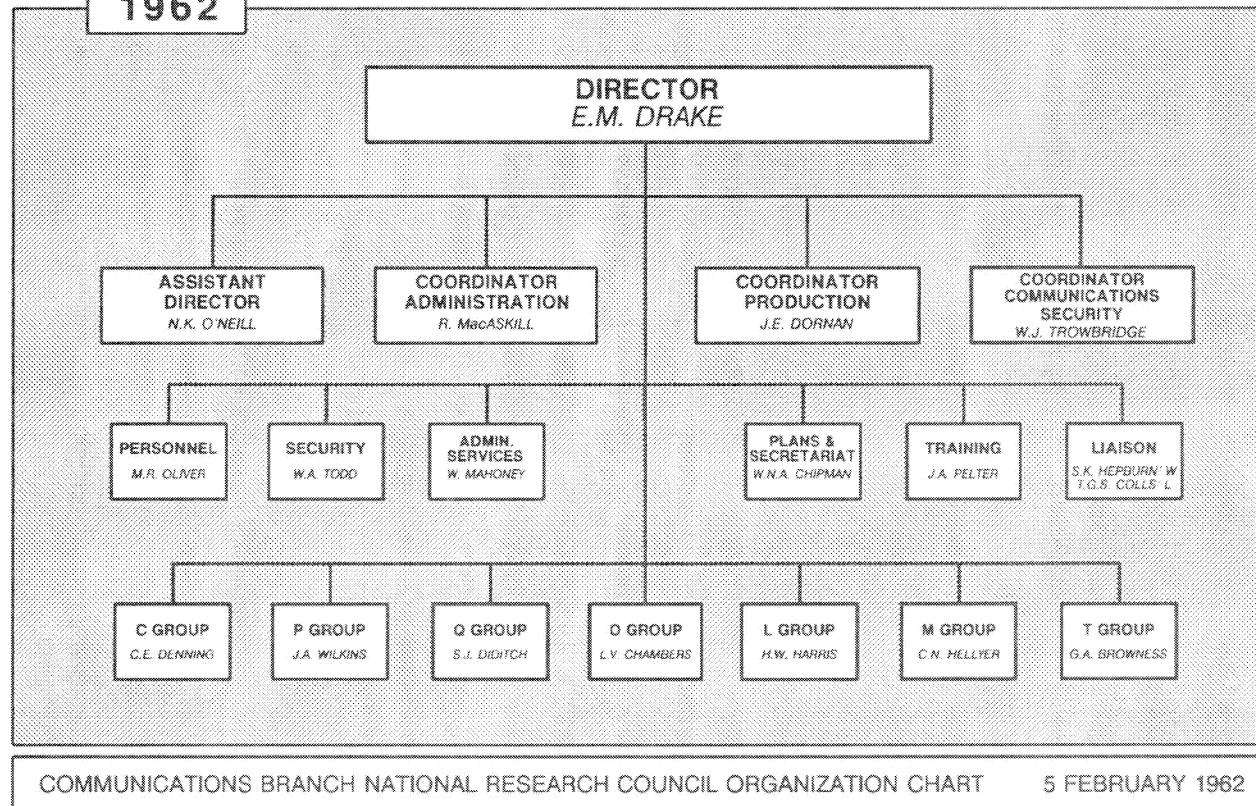 1962
DIRECTOR
E.M. DRAKE
ASSISTANT
DIRECTOR
N.K. O'NEILL
COORDINATOR
ADMINISTRATION
R. MacASKILL
COORDINATOR
PRODUCTION
J.E. DORNAN
COORDINATOR
COMMUNICATIONS
SECURITY
W.J. TROWBRIDGE
PERSONNEL
M.R. OLIVER
SECURITY
W.A. TODD
ADMIN.
SERVICES
W. MAHONEY
PLANS &
SECRETARIAT
W.N.A. CHIPMAN
TRAINING
J.A. PELTER
LIAISON
S.K. HEPBURN' W
T.G.S. COLLS' L
C GROUP
C.E. DENNING
P GROUP
J.A. WILKINS
Q GROUP
S.J. DIDITCH
O GROUP
L.V. CHAMBERS
L GROUP
H.W. HARRIS
M GROUP
C.N. HELLYER
T GROUP
G.A. BROWNESS
COMMUNICATIONS BRANCH NATIONAL RESEARCH COUNCIL ORGANIZATION CHART 5 FEBRUARY 1962